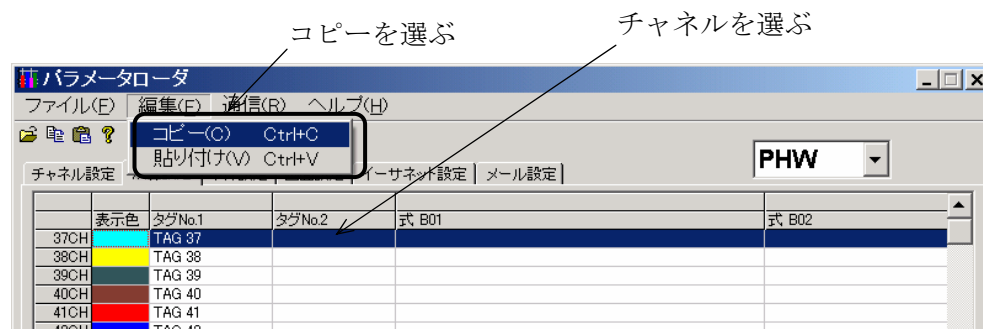 コピーを選ぶ
チャネルを選ぶ
パラメータローダ
ファイル(F) 編集(E) 通信(R) ヘルプ(H)
コピー(C) Ctrl+C
貼り付け(V) Ctrl+V
PHW
チャネル設定
イーサネット設定 メール設定
表示色 タグNo.1 タグNo.2 式 B01 式 B02
37CH TAG 37
38CH TAG 38
39CH TAG 39
40CH TAG 40
41CH TAG 41